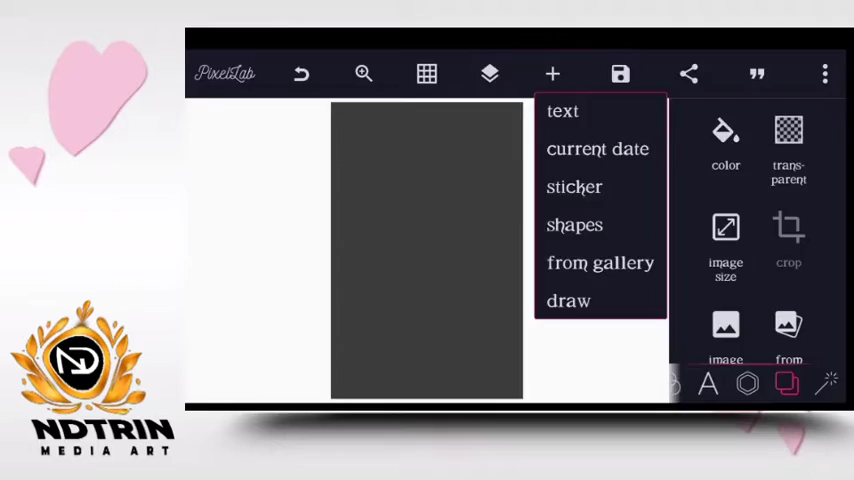 PixelLab
text
current date
sticker
shapes
from gallery
draw
color
trans-
parent
image
size
crop
image
from
A
ND
NDTRIN
MEDIA ART